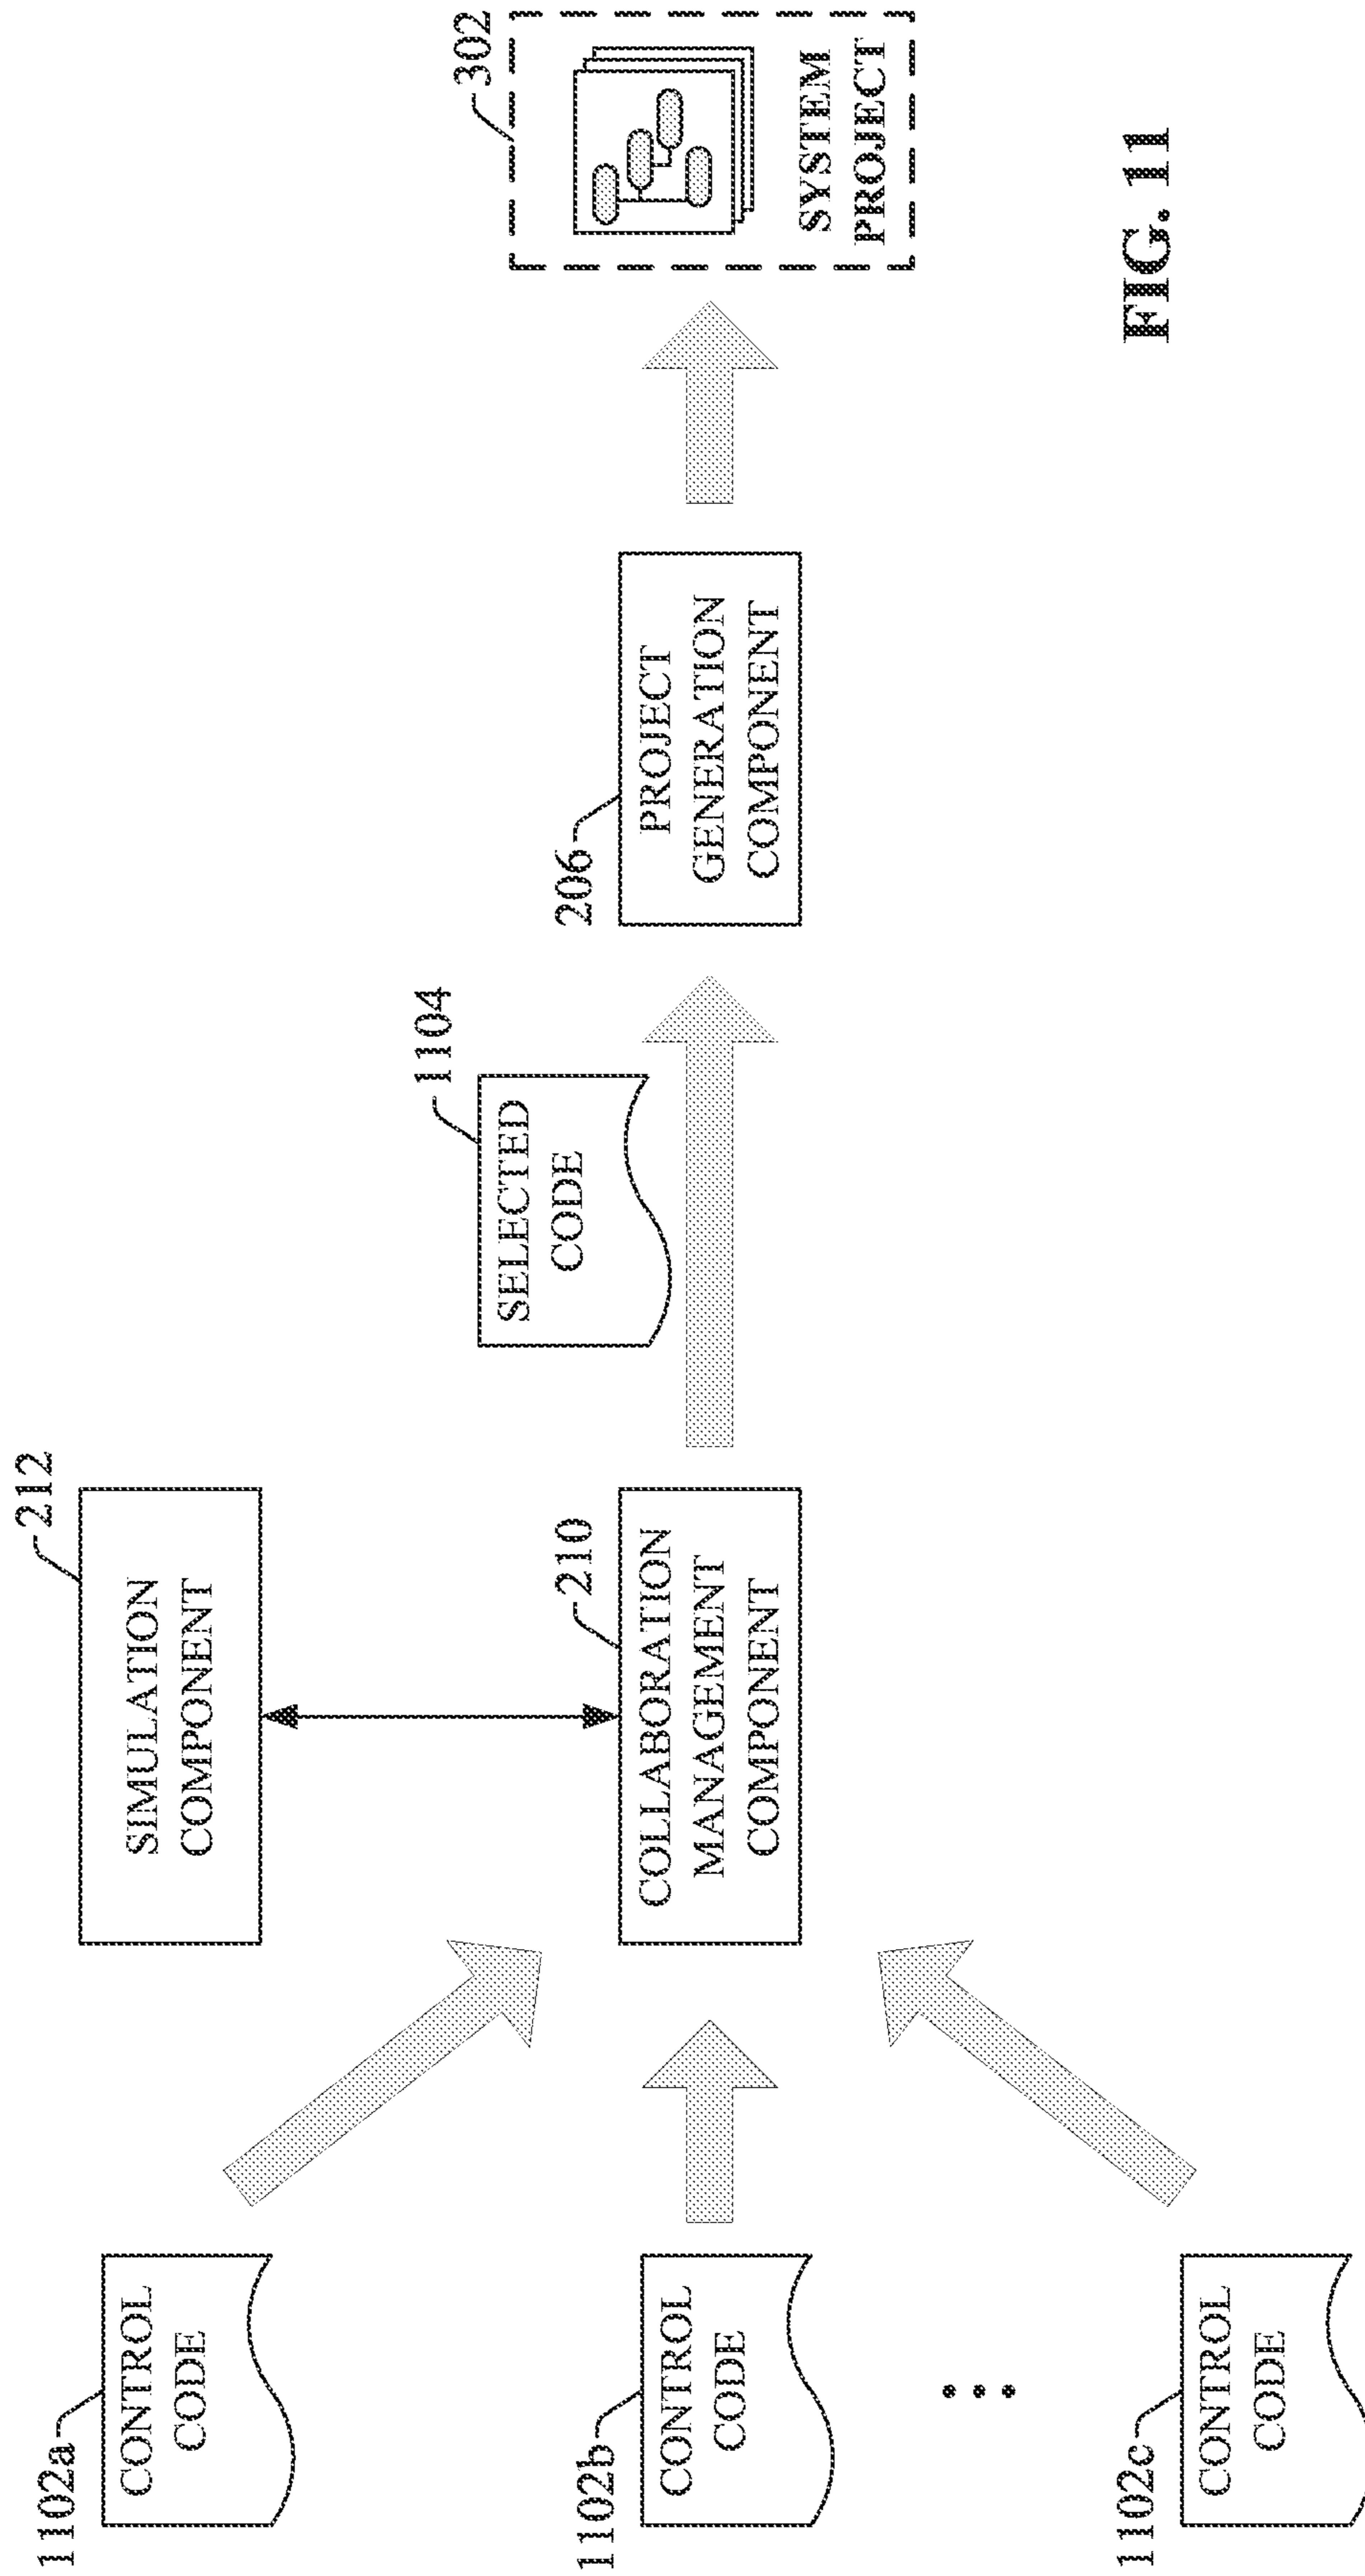 1102a
CONTROL
CODE
1102b
CONTROL
CODE
1102c
CONTROL
CODE
212
SIMULATION
COMPONENT
210
COLLABORATION
MANAGEMENT
COMPONENT
1104
SELECTED
CODE
206
PROJECT
GENERATION
COMPONENT
302
SYSTEM
PROJECT
FIG. 11